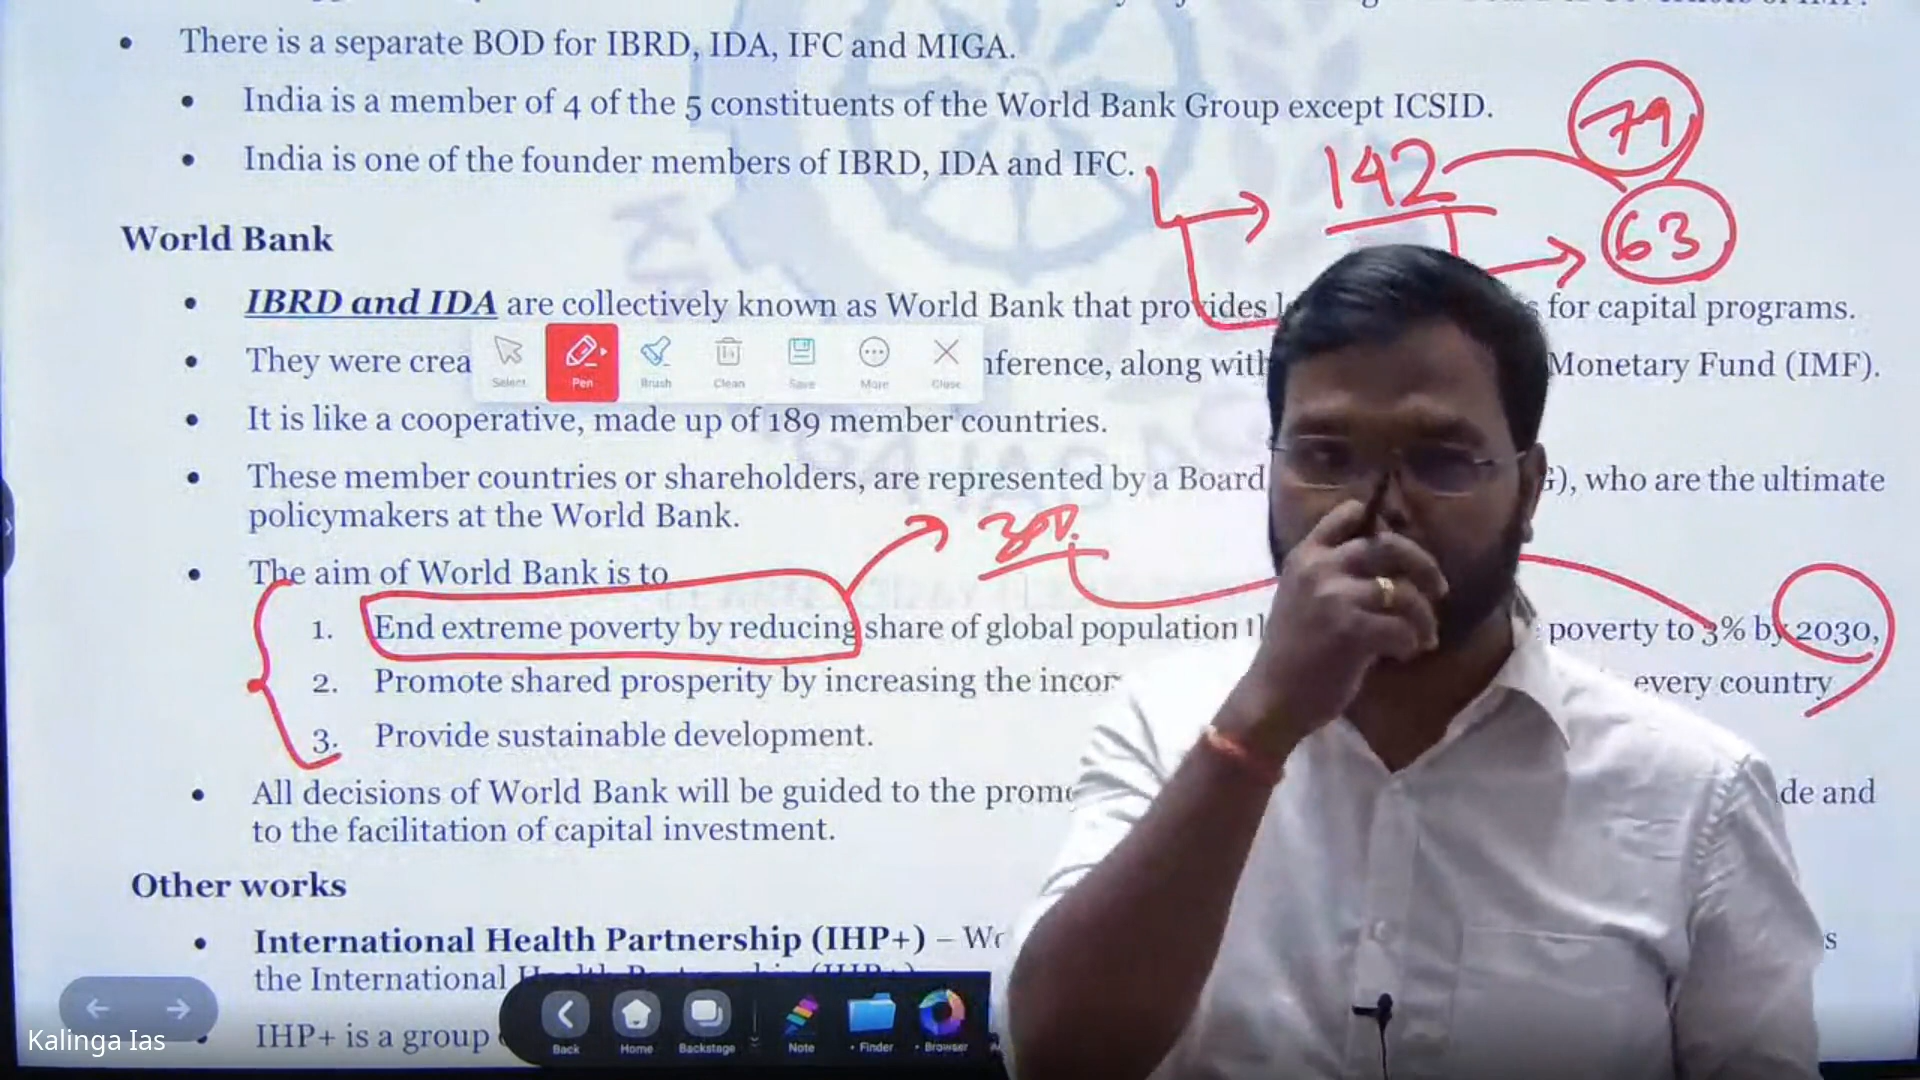 There is a separate BOD for IBRD, IDA, IFC and MIGA.
India is a member of 4 of the 5 constituents of the World Bank Group except ICSID.
79
India is one of the founder members of IBRD, IDA and IFC.
142
63
World Bank
IBRD and IDA are collectively known as World Bank that provides for capital programs.
They were crea nference, along with Monetary Fund (IMF).
Select Pen Brush Clean Save More Close
It is like a cooperative, made up of 189 member countries.
These member countries or shareholders, are represented by a Board G), who are the ultimate
policymakers at the World Bank.
The aim of World Bank is to
1. End extreme poverty by reducing share of global population poverty to 3% by 2030,
2. Promote shared prosperity by increasing the incom every country
3. Provide sustainable development.
All decisions of World Bank will be guided to the promo de and
to the facilitation of capital investment.
Other works
International Health Partnership (IHP+) – Wo s
the International Health Partnership (IHP+)
IHP+ is a group
Back Home Backstage Note Finder Browser
Kalinga Ias